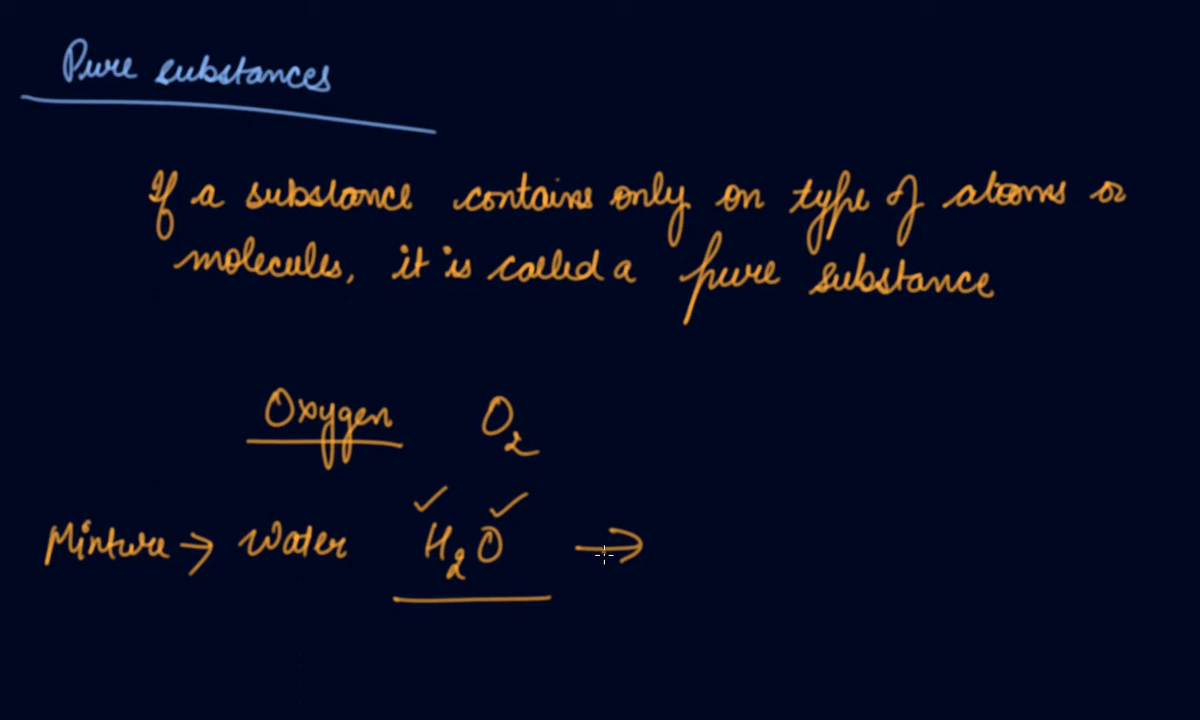 Pure substances
If a substance contains only on type of atoms or
molecules, it is called a pure substance
Oxygen O₂
Minture → Water H₂O →